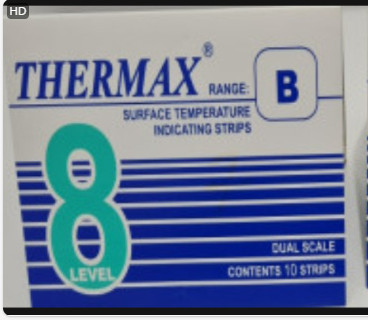 HD
THERMAX®
RANGE: B
SURFACE TEMPERATURE
INDICATING STRIPS
8
LEVEL
DUAL SCALE
CONTENTS 10 STRIPS